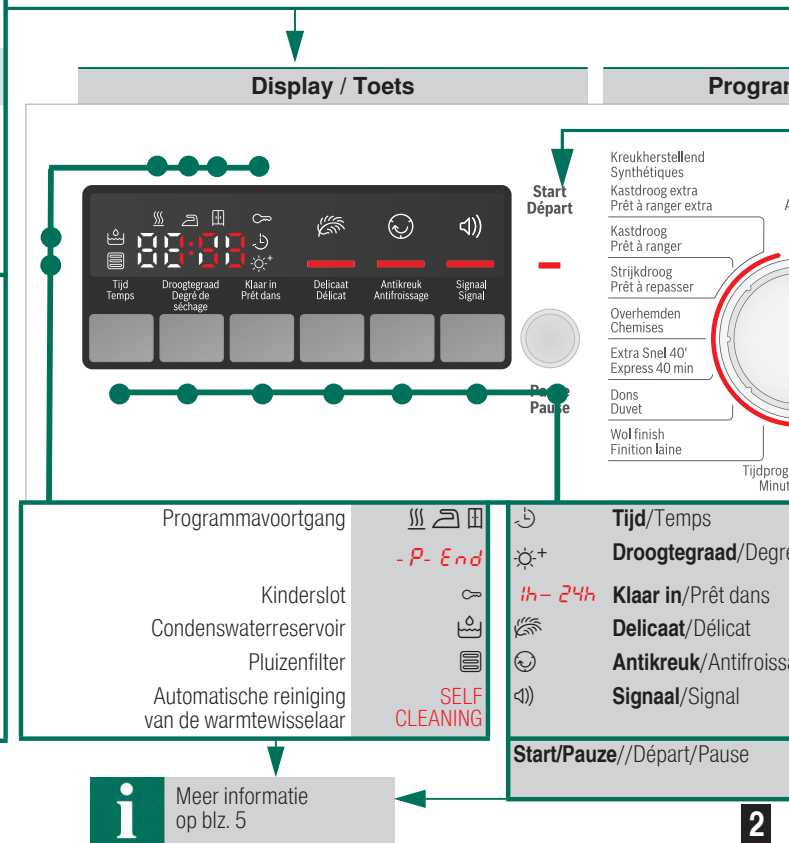 Display / Toets
Start
Départ
Tijd
Temps
Droogtegraad
Degré de
séchage
Klaar in
Prêt dans
Delicaat
Délicat
Antikreuk
Antifroissage
Signaal
Signal
Pause
Kreukherstellend
Synthétiques
Kastdroog extra
Prêt à ranger extra
Kastdroog
Prêt à ranger
Strijkdroog
Prêt à repasser
Overhemden
Chemises
Extra Snel 40'
Express 40 min
Dons
Duvet
Wol finish
Finition laine
Programmavoortgang
- P - End
Kinderslot
Condenswaterreservoir
Pluizenfilter
Automatische reiniging
van de warmtewisselaar
SELF
CLEANING
Tijd/Temps
Droogtegraad/Degré
1h – 24h Klaar in/Prêt dans
Delicaat/Délicat
Antikreuk/Antifroissa
Signaal/Signal
Start/Pauze//Départ/Pause
i
Meer informatie
op blz. 5
2